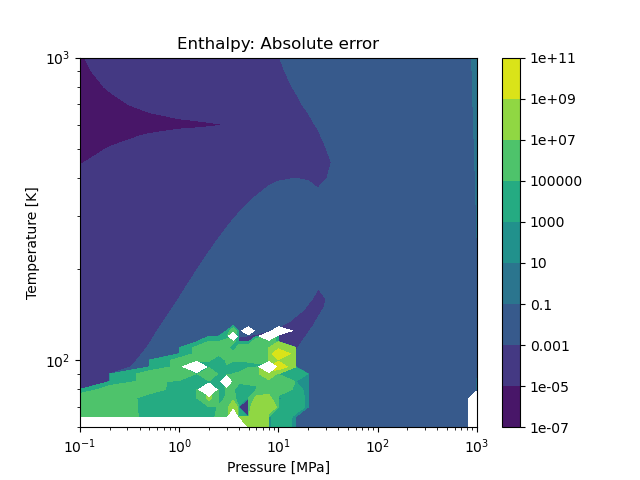 Enthalpy: Absolute error
10³
10²
Temperature [K]
10⁻¹
10⁰
10¹
10²
10³
Pressure [MPa]
1e+11
1e+09
1e+07
100000
1000
10
0.1
0.001
1e-05
1e-07